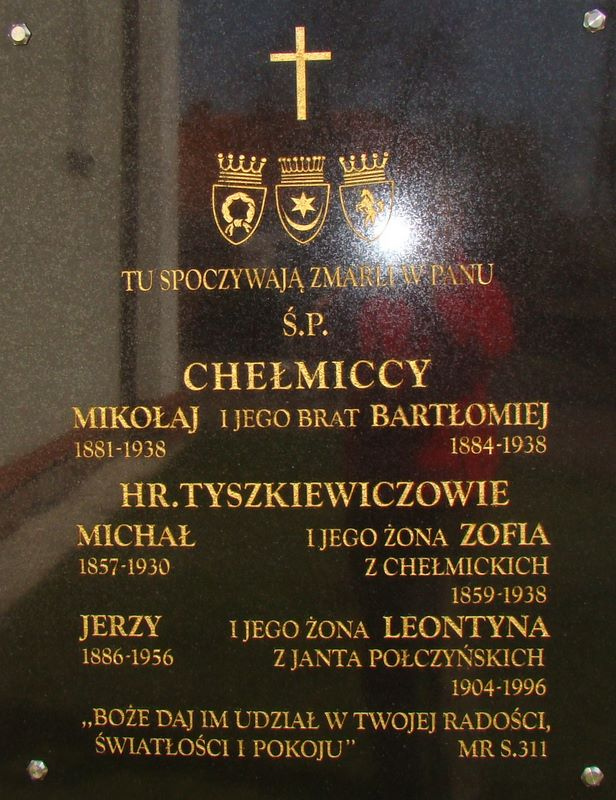 TU SPOCZYWAJĄ ZMARLI W PANU
Ś.P.
CHEŁMICCY
MIKOŁAJ I JEGO BRAT BARTŁOMIEJ
1881-1938 1884-1938
HR. TYSZKIEWICZOWIE
MICHAŁ I JEGO ŻONA ZOFIA
1857-1930 Z CHEŁMICKICH
1859-1938
JERZY I JEGO ŻONA LEONTYNA
1886-1956 Z JANTA POŁCZYŃSKICH
1904-1996
„BOŻE DAJ IM UDZIAŁ W TWOJEJ RADOŚCI,
ŚWIATŁOŚCI I POKOJU” MR S.311